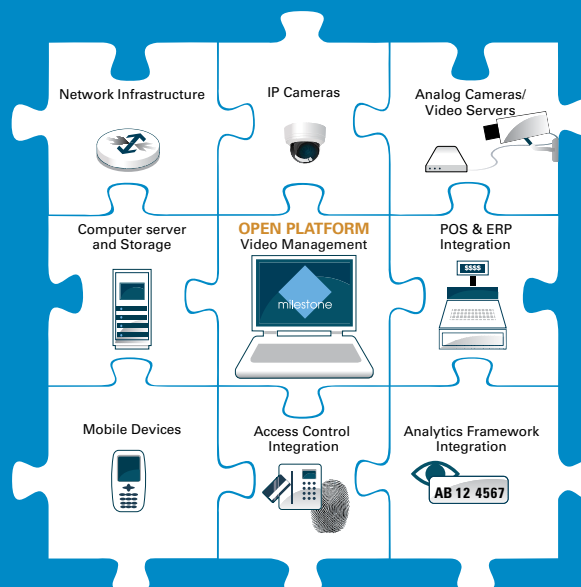 Network Infrastructure
IP Cameras
Analog Cameras/
Video Servers
Computer server
and Storage
OPEN PLATFORM
Video Management
milestone
POS & ERP
Integration
$$$$
Mobile Devices
Access Control
Integration
Analytics Framework
Integration
AB 12 4567